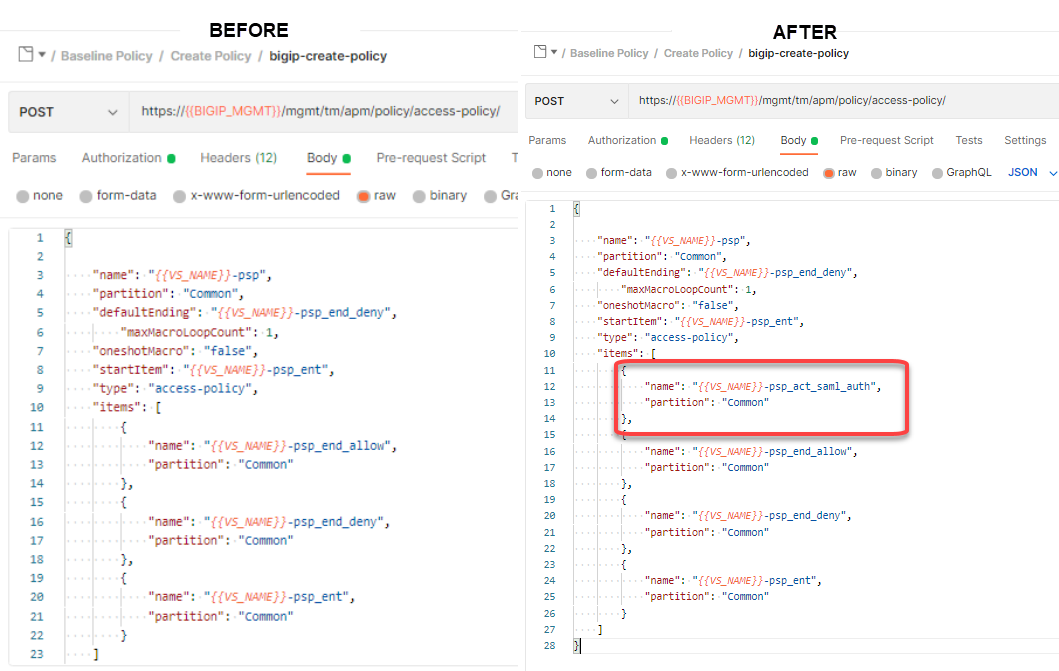 BEFORE
/ Baseline Policy / Create Policy / bigip-create-policy
POST https://{{BIGIP_MGMT}}/mgmt/tm/apm/policy/access-policy/
Params Authorization Headers (12) Body Pre-request Script T
none form-data x-www-form-urlencoded raw binary Gra
1 {
2
3 "name": "{{VS_NAME}}-psp",
4 "partition": "Common",
5 "defaultEnding": "{{VS_NAME}}-psp_end_deny",
6 "maxMacroLoopCount": 1,
7 "oneshotMacro": "false",
8 "startItem": "{{VS_NAME}}-psp_ent",
9 "type": "access-policy",
10 "items": [
11 {
12 "name": "{{VS_NAME}}-psp_end_allow",
13 "partition": "Common"
14 },
15 {
16 "name": "{{VS_NAME}}-psp_end_deny",
17 "partition": "Common"
18 },
19 {
20 "name": "{{VS_NAME}}-psp_ent",
21 "partition": "Common"
22 }
23 ]
AFTER
/ Baseline Policy / Create Policy / bigip-create-policy
POST https://{{BIGIP_MGMT}}/mgmt/tm/apm/policy/access-policy/
Params Authorization Headers (12) Body Pre-request Script Tests Settings
none form-data x-www-form-urlencoded raw binary GraphQL JSON
1 {
2
3 "name": "{{VS_NAME}}-psp",
4 "partition": "Common",
5 "defaultEnding": "{{VS_NAME}}-psp_end_deny",
6 "maxMacroLoopCount": 1,
7 "oneshotMacro": "false",
8 "startItem": "{{VS_NAME}}-psp_ent",
9 "type": "access-policy",
10 "items": [
11 {
12 "name": "{{VS_NAME}}-psp_act_saml_auth",
13 "partition": "Common"
14 },
15 {
16 "name": "{{VS_NAME}}-psp_end_allow",
17 "partition": "Common"
18 },
19 {
20 "name": "{{VS_NAME}}-psp_end_deny",
21 "partition": "Common"
22 },
23 {
24 "name": "{{VS_NAME}}-psp_ent",
25 "partition": "Common"
26 }
27 ]
28 }